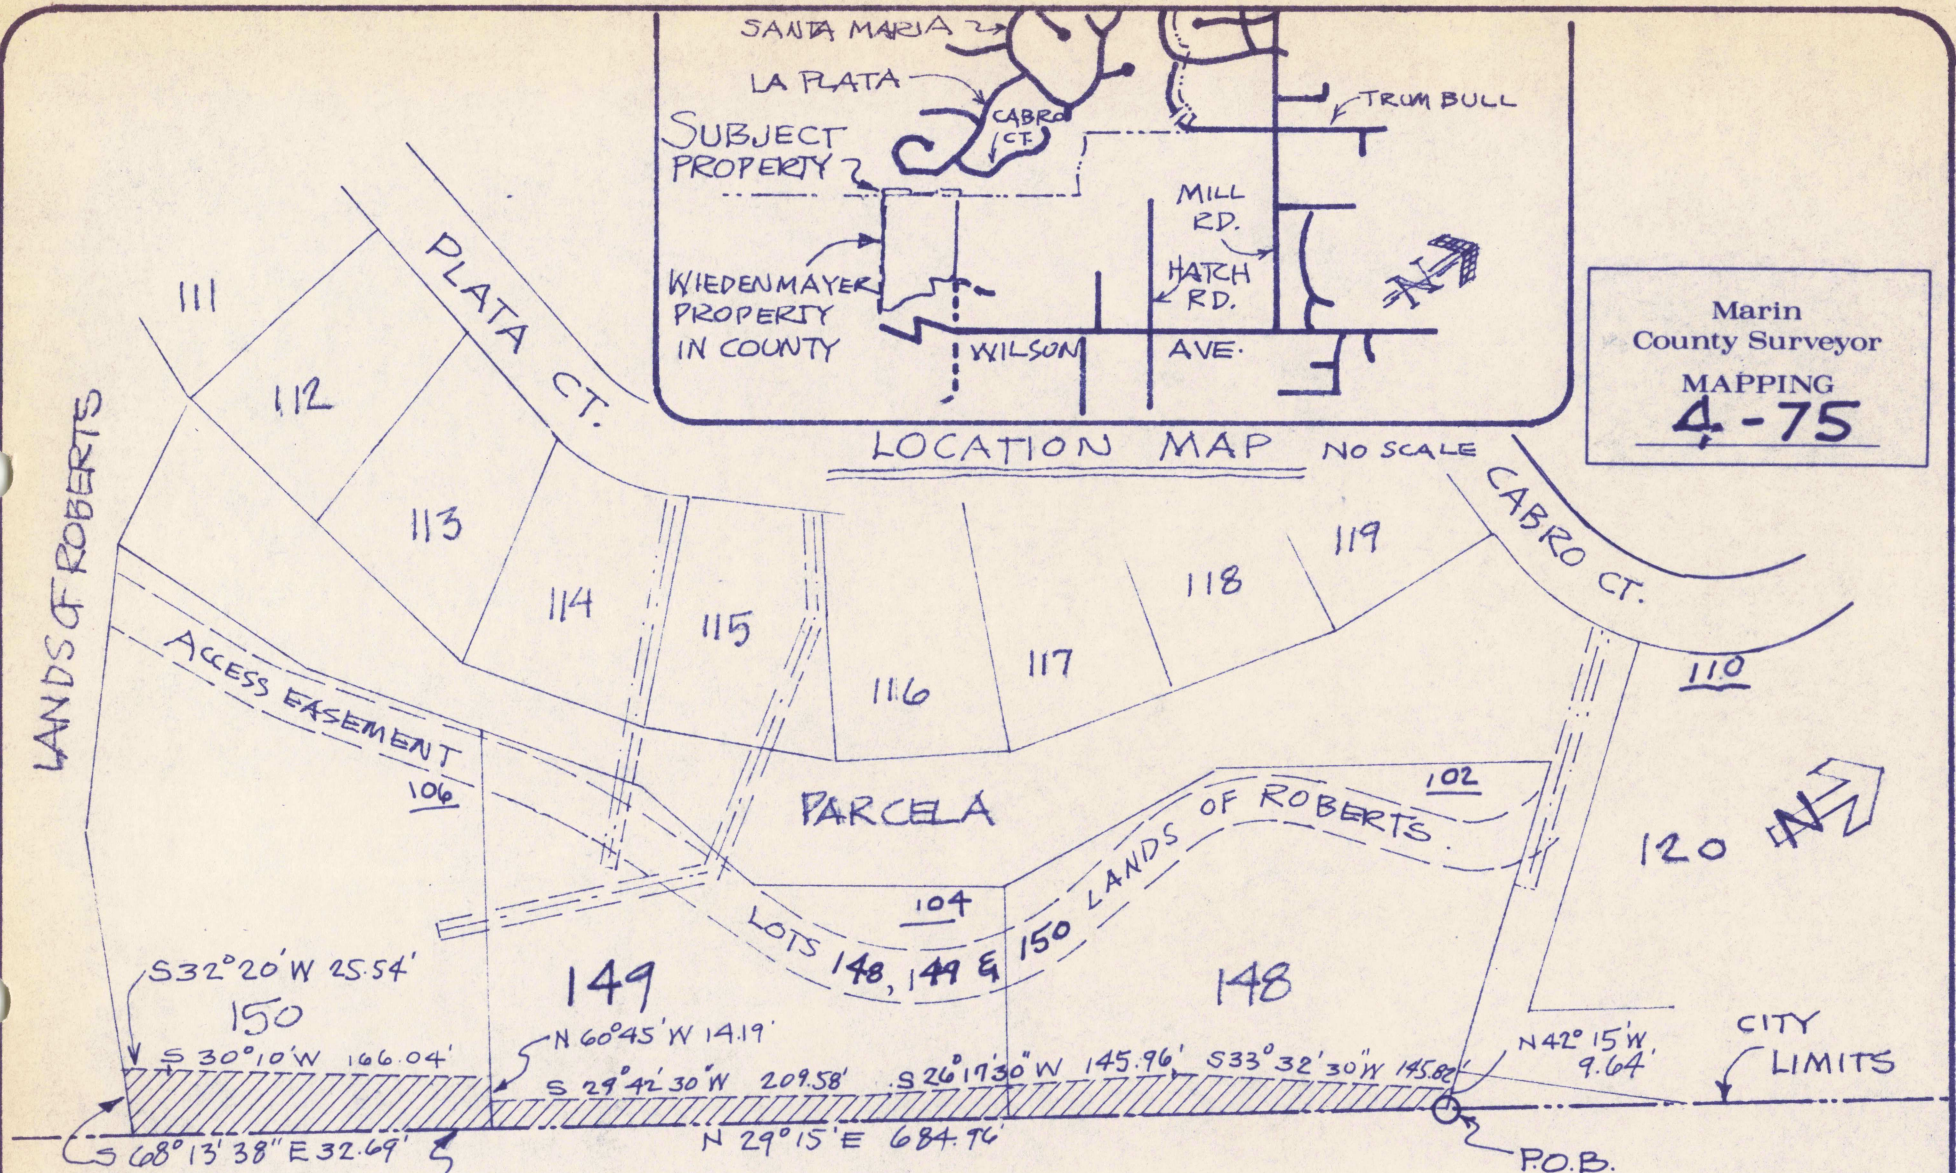 SANTA MARIA
LA PLATA
CABRO
CT.
TRUMBULL
SUBJECT
PROPERTY
MILL
RD.
HATCH
RD.
N
WIEDENMAYER
PROPERTY
IN COUNTY
WILSON AVE.
LOCATION MAP NO SCALE
Marin
County Surveyor
MAPPING
4-75
PLATA CT.
CABRO CT.
LANDS OF ROBERTS
111
112
113
114
115
116
117
118
119
110
120
N
ACCESS EASEMENT
106
PARCELA
102
104
LOTS 148, 149 & 150 LANDS OF ROBERTS.
149
148
S32°20'W 25.54'
150
S 30°10'W 166.04'
N 60°45'W 14.19'
S 29°42'30"W 209.58'
S 26°17'30"W 145.96'
S33°32'30"W 145.82'
N42°15'W
9.64'
CITY
LIMITS
S 68°13'38"E 32.69'
N 29°15'E 684.76'
P.O.B.